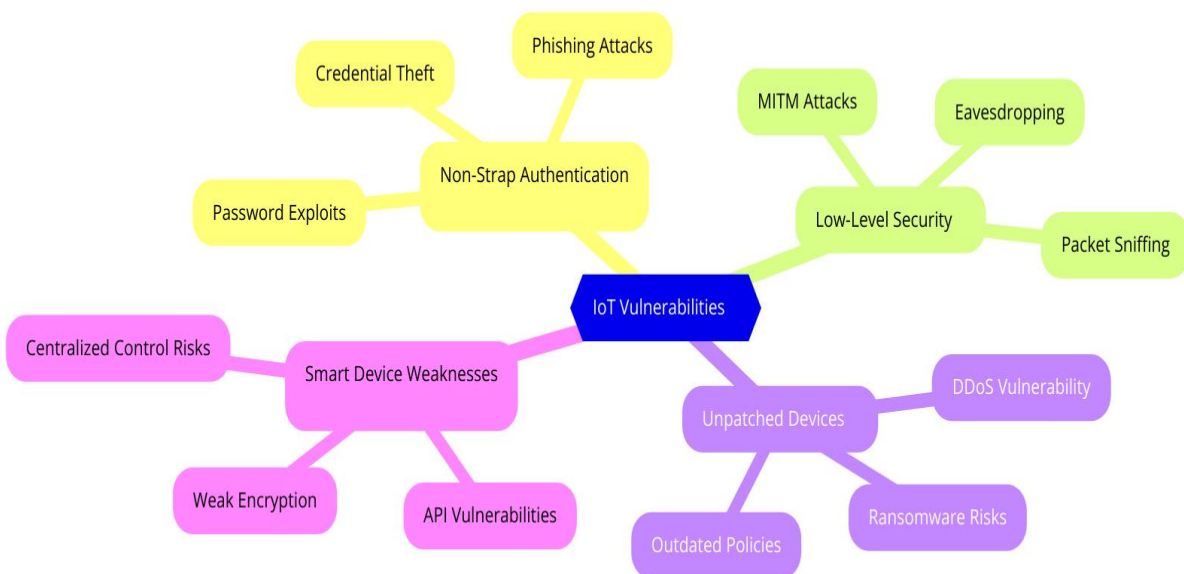 Phishing Attacks
Credential Theft
Non-Strap Authentication
Password Exploits
MITM Attacks
Eavesdropping
Low-Level Security
Packet Sniffing
IoT Vulnerabilities
Centralized Control Risks
Smart Device Weaknesses
Weak Encryption
API Vulnerabilities
DDoS Vulnerability
Unpatched Devices
Ransomware Risks
Outdated Policies